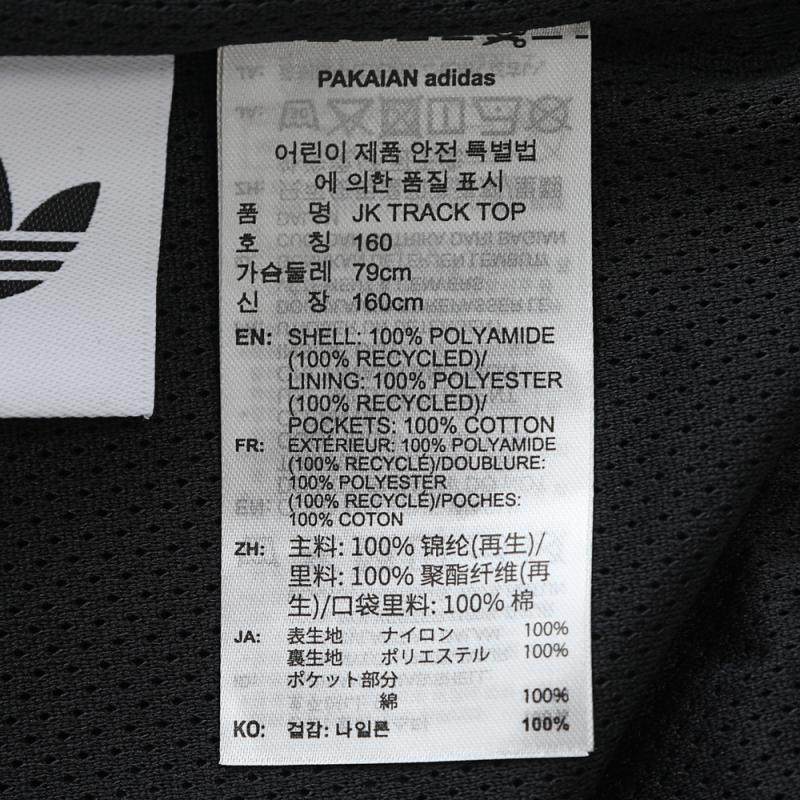 PAKAIAN adidas
어린이 제품 안전 특별법
에 의한 품질 표시
품 명 JK TRACK TOP
호 칭 160
가슴둘레 79cm
신 장 160cm
EN: SHELL: 100% POLYAMIDE
(100% RECYCLED)/
LINING: 100% POLYESTER
(100% RECYCLED)/
POCKETS: 100% COTTON
FR: EXTÉRIEUR: 100% POLYAMIDE
(100% RECYCLÉ)/DOUBLURE:
100% POLYESTER
(100% RECYCLÉ)/POCHES:
100% COTON
ZH: 主料: 100% 锦纶(再生)/
里料: 100% 聚酯纤维(再
生)/口袋里料: 100% 棉
JA: 表生地 ナイロン 100%
裏生地 ポリエステル 100%
ポケット部分
綿 100%
KO: 겉감: 나일론 100%